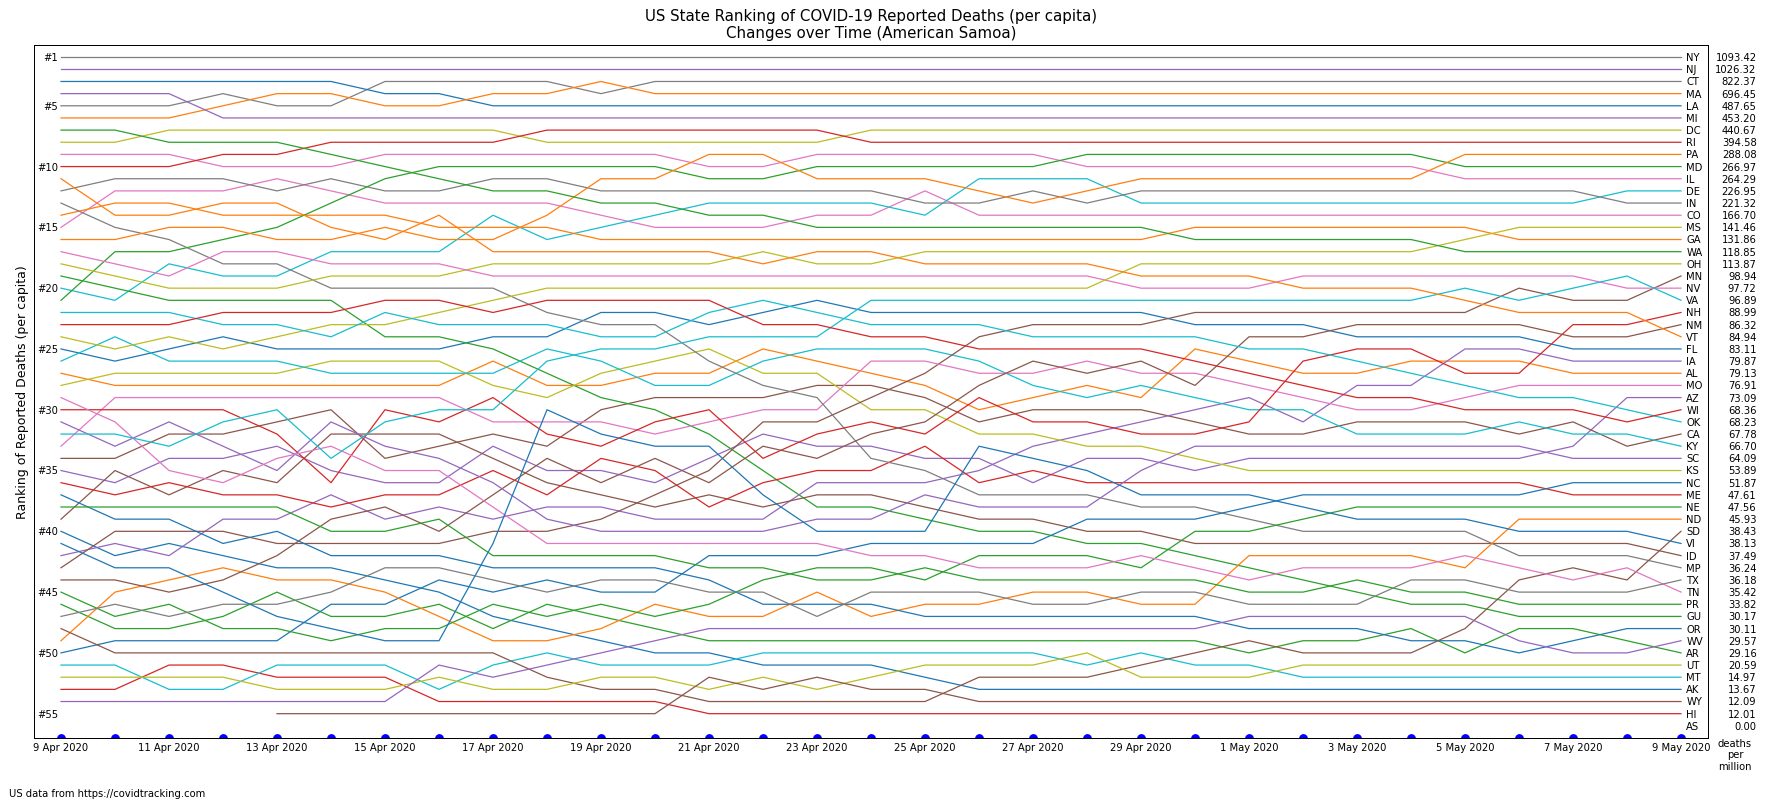 US State Ranking of COVID-19 Reported Deaths (per capita)
Changes over Time (American Samoa)
Ranking of Reported Deaths (per capita)
#1
#5
#10
#15
#20
#25
#30
#35
#40
#45
#50
#55
NY 1093.42
NJ 1026.32
CT 822.37
MA 696.45
LA 487.65
MI 453.20
DC 440.67
RI 394.58
PA 288.08
MD 266.97
IL 264.29
DE 226.95
IN 221.32
CO 166.70
MS 141.46
GA 131.86
WA 118.85
OH 113.87
MN 98.94
NV 97.72
VA 96.89
NH 88.99
NM 86.32
VT 84.94
FL 83.11
IA 79.87
AL 79.13
MO 76.91
AZ 73.09
WI 68.36
OK 68.23
CA 67.78
KY 66.70
SC 64.09
KS 53.89
NC 51.87
ME 47.61
NE 47.56
ND 45.93
SD 38.43
VI 38.13
ID 37.49
MP 36.24
TX 36.18
TN 35.42
PR 33.82
GU 30.17
OR 30.11
WV 29.57
AR 29.16
UT 20.59
MT 14.97
AK 13.67
WY 12.09
HI 12.01
AS 0.00
9 Apr 2020 11 Apr 2020 13 Apr 2020 15 Apr 2020 17 Apr 2020 19 Apr 2020 21 Apr 2020 23 Apr 2020 25 Apr 2020 27 Apr 2020 29 Apr 2020 1 May 2020 3 May 2020 5 May 2020 7 May 2020 9 May 2020
deaths
per
million
US data from https://covidtracking.com